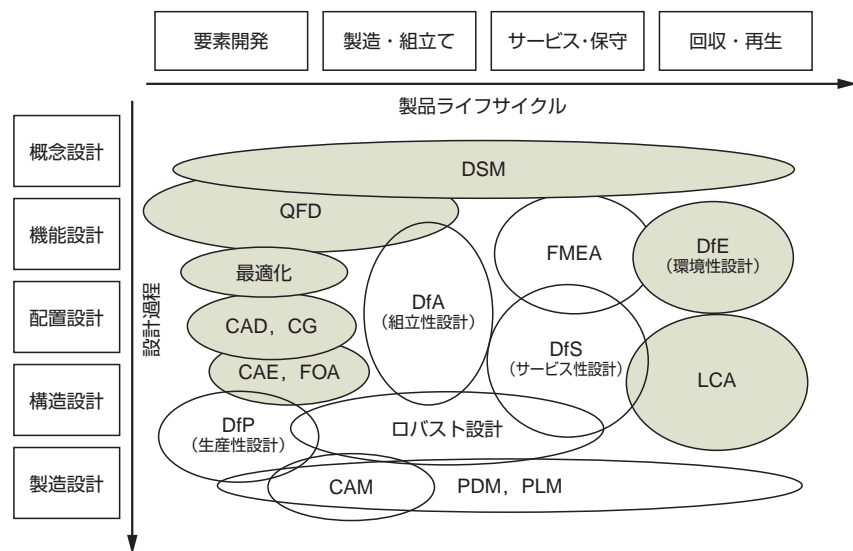 要素開発
製造・組立て
サービス・保守
回収・再生
製品ライフサイクル
概念設計
機能設計
配置設計
構造設計
製造設計
設計過程
DSM
QFD
FMEA
DfE
（環境性設計）
最適化
DfA
（組立性設計）
CAD，CG
DfS
（サービス性設計）
CAE，FOA
LCA
DfP
（生産性設計）
ロバスト設計
CAM
PDM，PLM